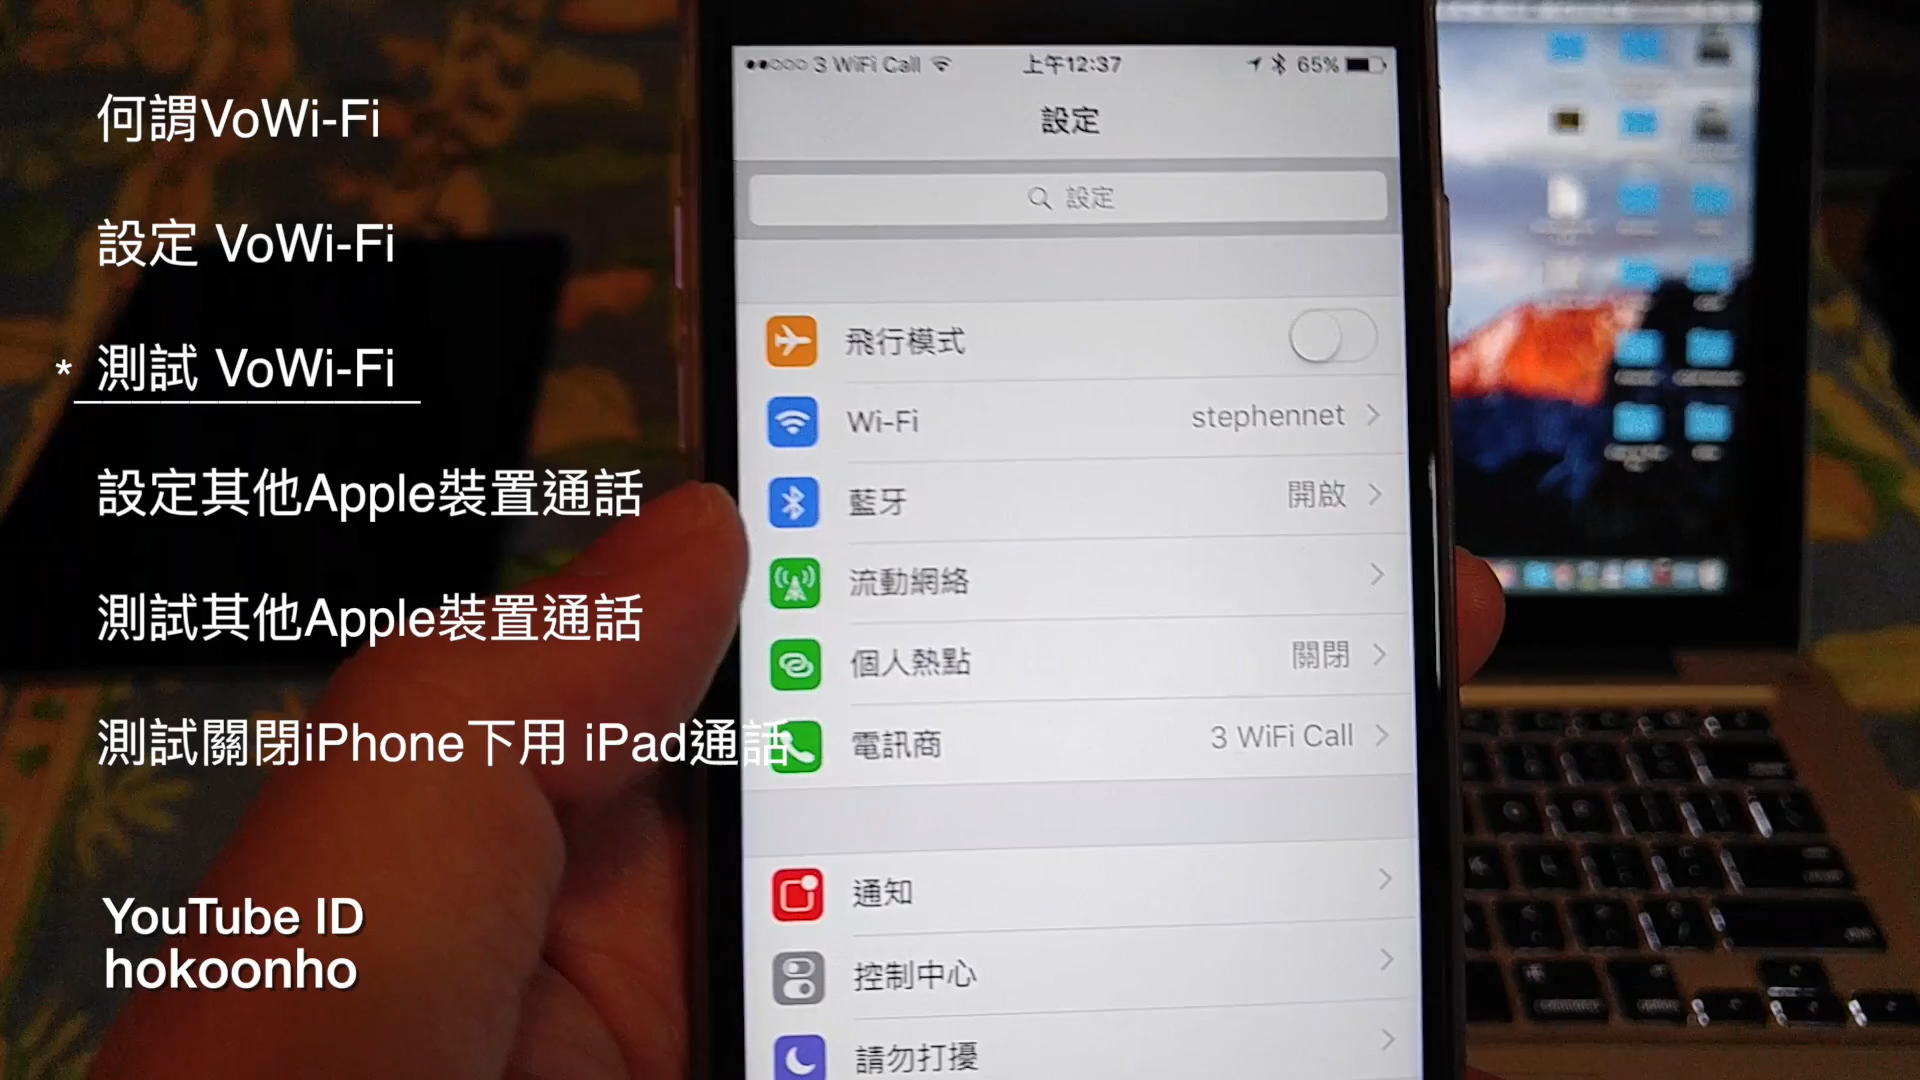 何謂VoWi-Fi
設定 VoWi-Fi
* 測試 VoWi-Fi
設定其他Apple裝置通話
測試其他Apple裝置通話
測試關閉iPhone下用 iPad通話
YouTube ID
hokoonho
3 WiFi Call 上午12:37 65%
設定
設定
飛行模式
Wi-Fi stephennet
藍牙 開啟
流動網絡
個人熱點 關閉
電訊商 3 WiFi Call
通知
控制中心
請勿打擾